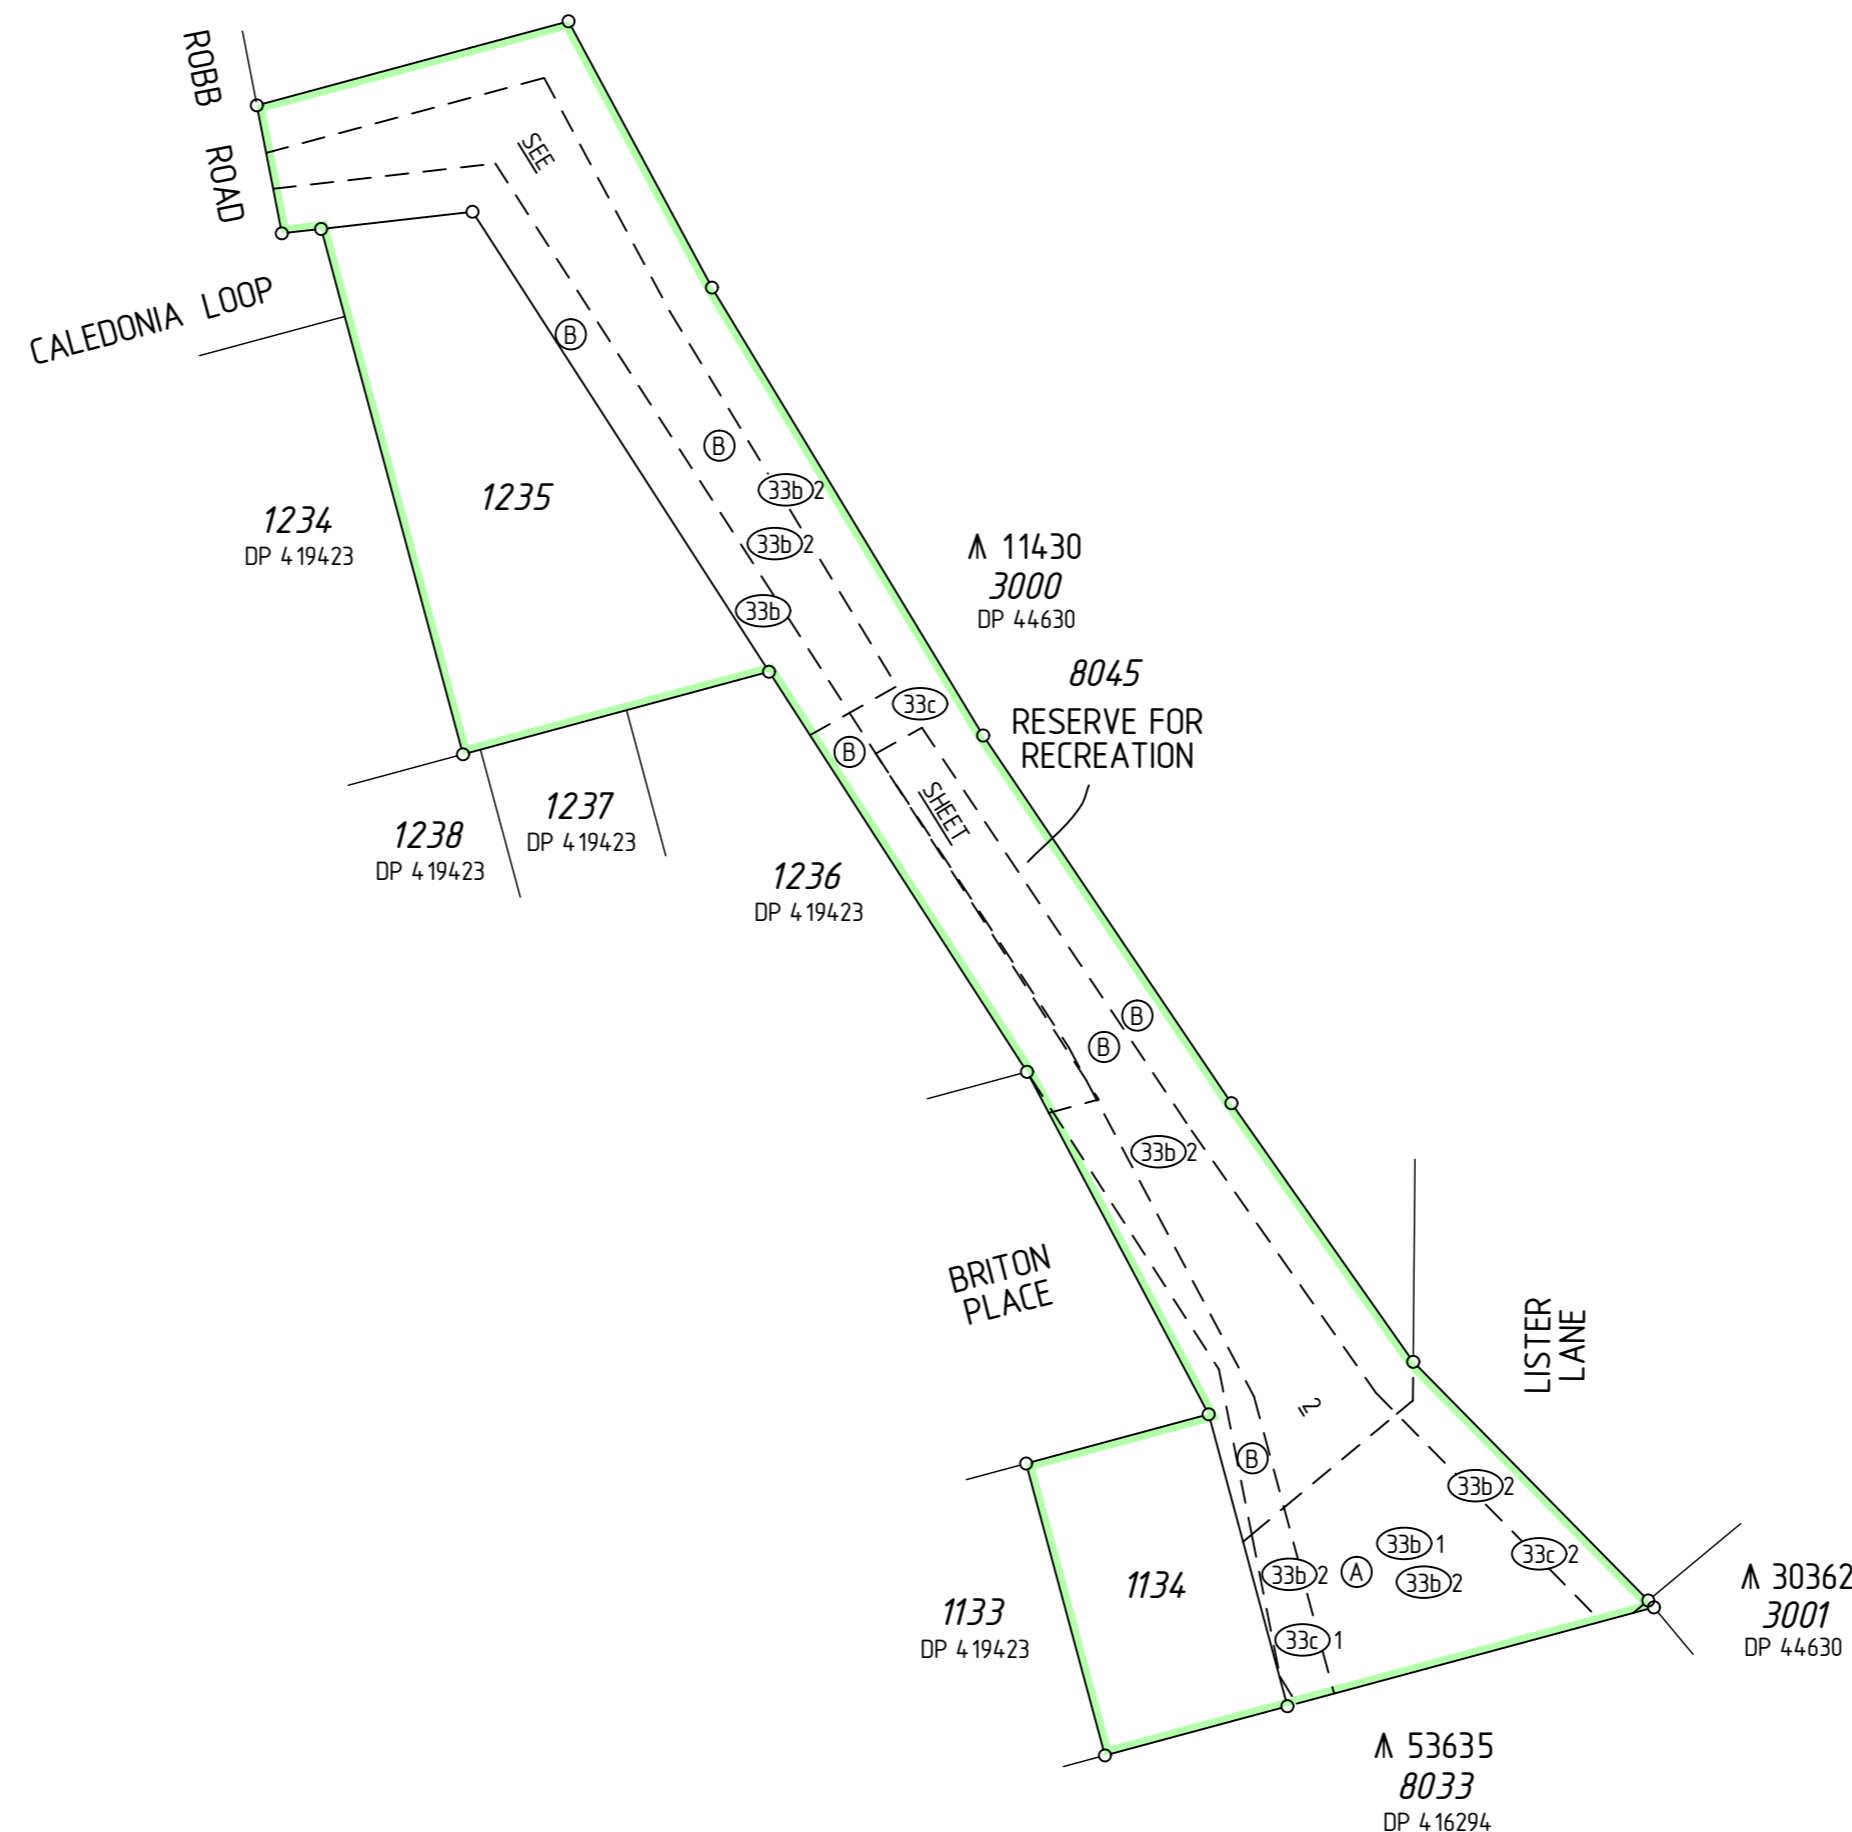 ROBB ROAD
SEE
CALEDONIA LOOP
B
B
1235
33b 2
1234
DP 419423
33b 2
⩚ 11430
3000
DP 44630
33b
8045
RESERVE FOR
RECREATION
33c
B
SHEET
1237
DP 419423
1238
DP 419423
1236
DP 419423
B
B
33b 2
BRITON
PLACE
LISTER
LANE
2
B
33b 2
33b 1
33c 2
33b 2
A
33b 2
1134
1133
DP 419423
33c 1
⩚ 30362
3001
DP 44630
⩚ 53635
8033
DP 416294